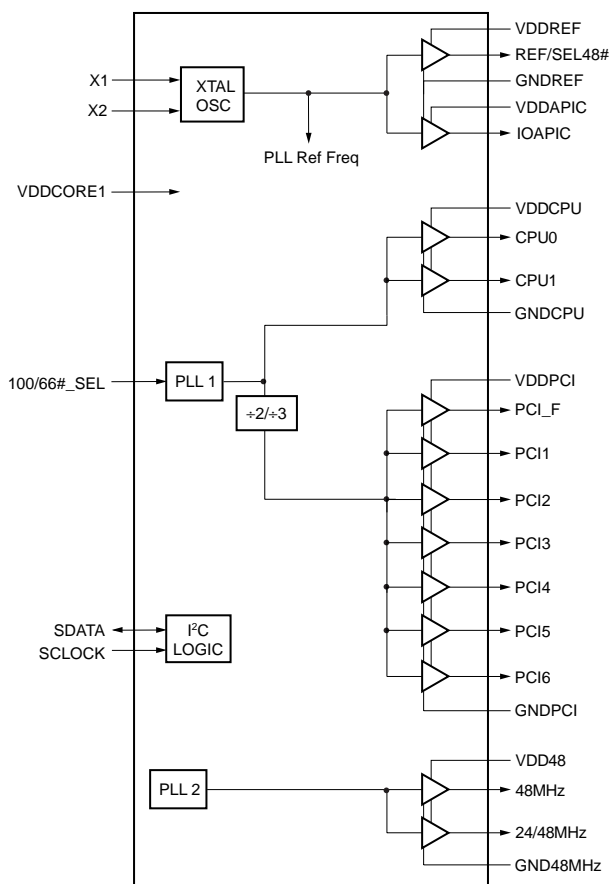 VDDREF
REF/SEL48#
GNDREF
VDDAPIC
IOAPIC
X1
X2
XTAL
OSC
PLL Ref Freq
VDDCORE1
VDDCPU
CPU0
CPU1
GNDCPU
100/66#_SEL
PLL 1
÷2/÷3
VDDPCI
PCI_F
PCI1
PCI2
PCI3
PCI4
PCI5
PCI6
GNDPCI
SDATA
SCLOCK
I²C
LOGIC
PLL 2
VDD48
48MHz
24/48MHz
GND48MHz